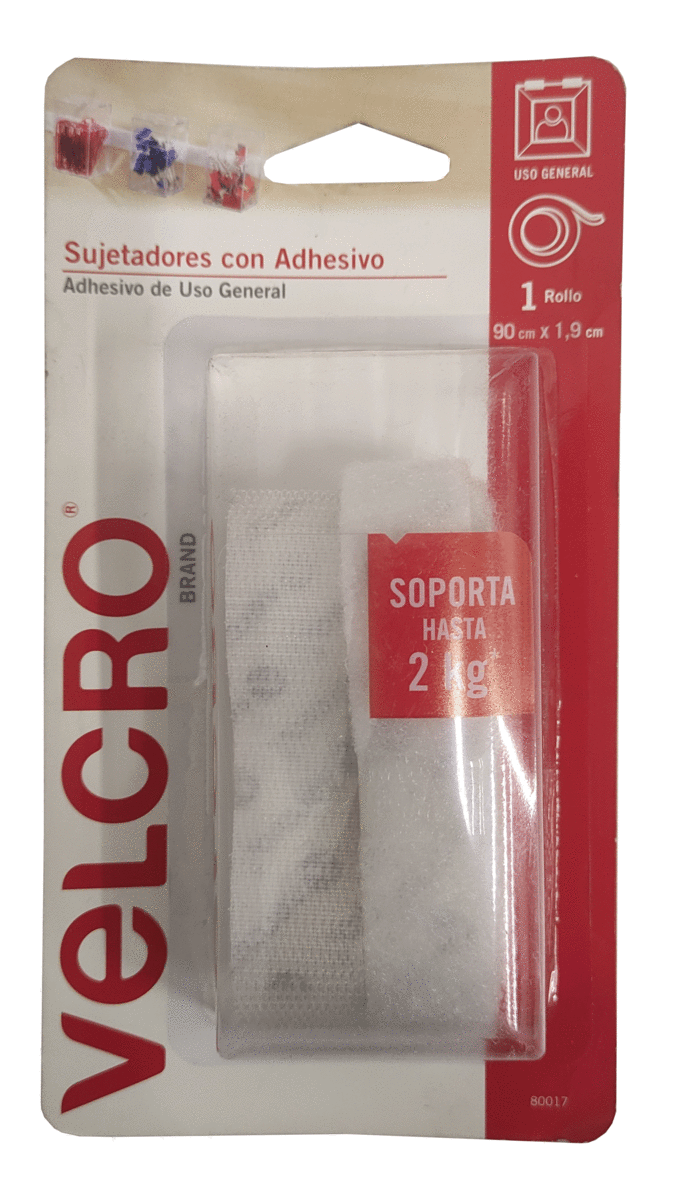 Sujetadores con Adhesivo
Adhesivo de Uso General
USO GENERAL
1 Rollo
90 cm x 1,9 cm
VELCRO®
BRAND
SOPORTA
HASTA
2 kg*
80017